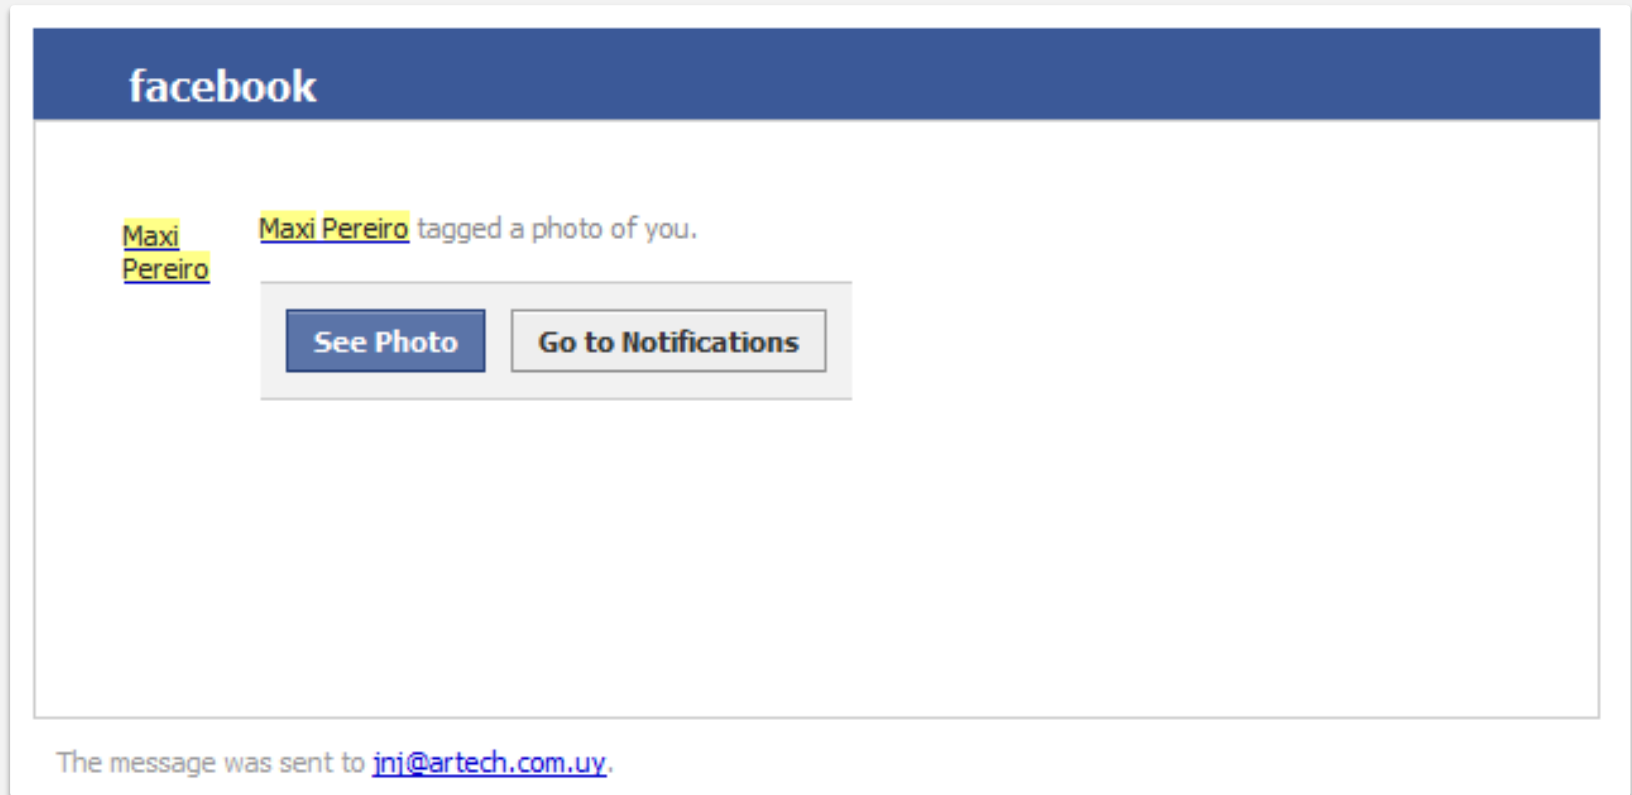 facebook
Maxi
Pereiro
Maxi Pereiro tagged a photo of you.
See Photo
Go to Notifications
The message was sent to jnj@artech.com.uy.